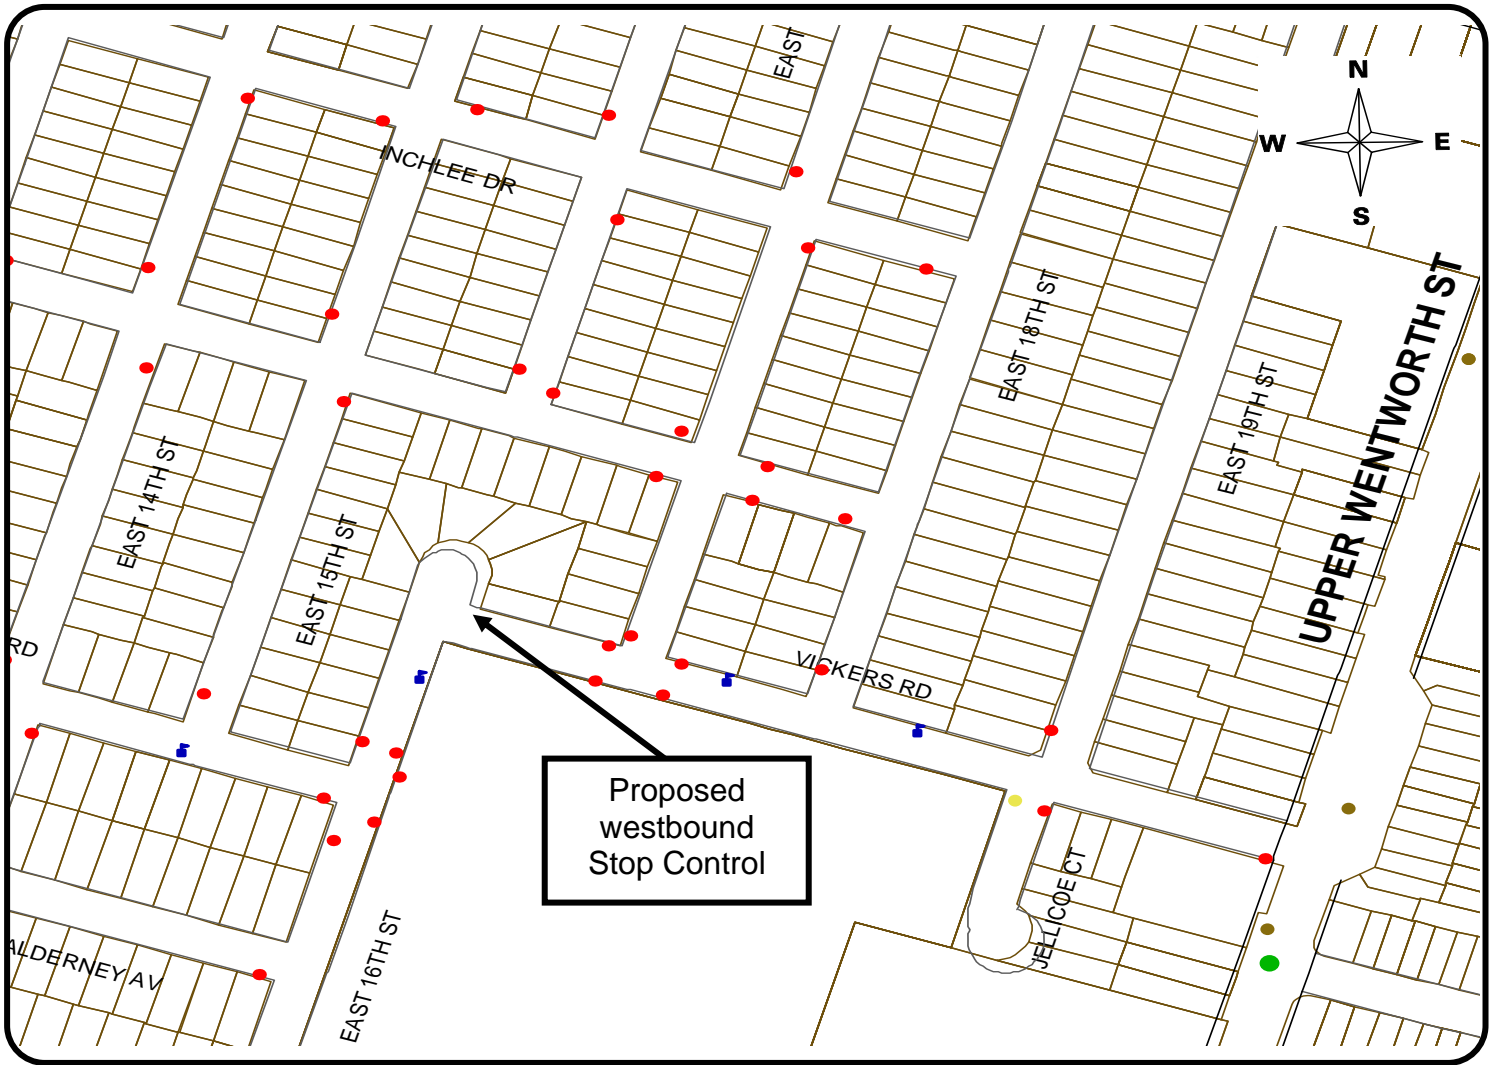 EAST
N
W E
S
INCHLEE DR
EAST 18TH ST
UPPER WENTWORTH ST
EAST 19TH ST
EAST 14TH ST
EAST 15TH ST
RD
VICKERS RD
Proposed
westbound
Stop Control
JELLICOE CT
ALDERNEY AV
EAST 16TH ST